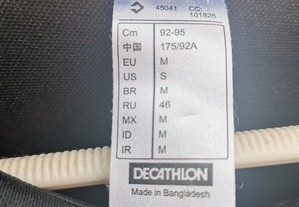 45041 CC:
101826
Cm 92-95
中国 175/92A
EU M
US S
BR M
RU 46
MX M
ID M
IR M
DECATHLON
Made in Bangladesh